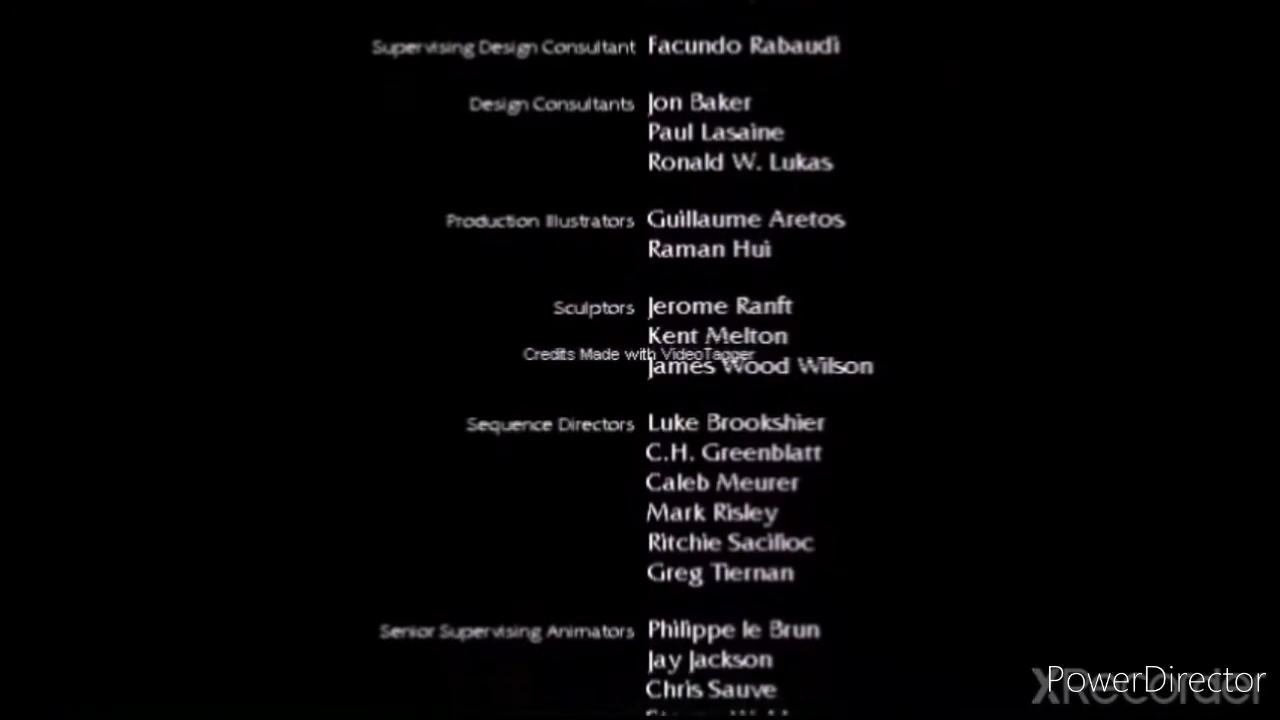 Supervising Design Consultant Facundo Rabaudi
Design Consultants Jon Baker
Paul Lasaine
Ronald W. Lukas
Production Illustrators Guillaume Aretos
Raman Hui
Sculptors Jerome Ranft
Kent Melton
Credits Made with VideoTagger
James Wood Wilson
Sequence Directors Luke Brookshier
C.H. Greenblatt
Caleb Meurer
Mark Risley
Ritchie Sacilioc
Greg Tiernan
Senior Supervising Animators Philippe le Brun
Jay Jackson
Chris Sauve
XRecorder
PowerDirector